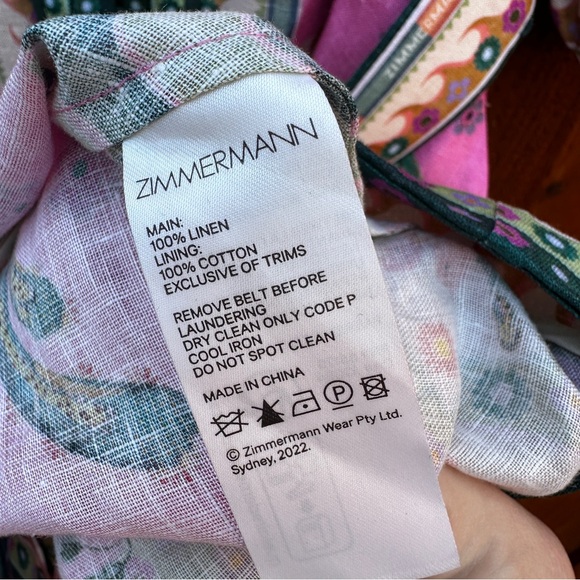 ZIMMERMANN
ZIMMERMANN
MAIN:
100% LINEN
LINING:
100% COTTON
EXCLUSIVE OF TRIMS
REMOVE BELT BEFORE
LAUNDERING
DRY CLEAN ONLY CODE P
COOL IRON
DO NOT SPOT CLEAN
MADE IN CHINA
P
© Zimmermann Wear Pty Ltd.
Sydney, 2022.